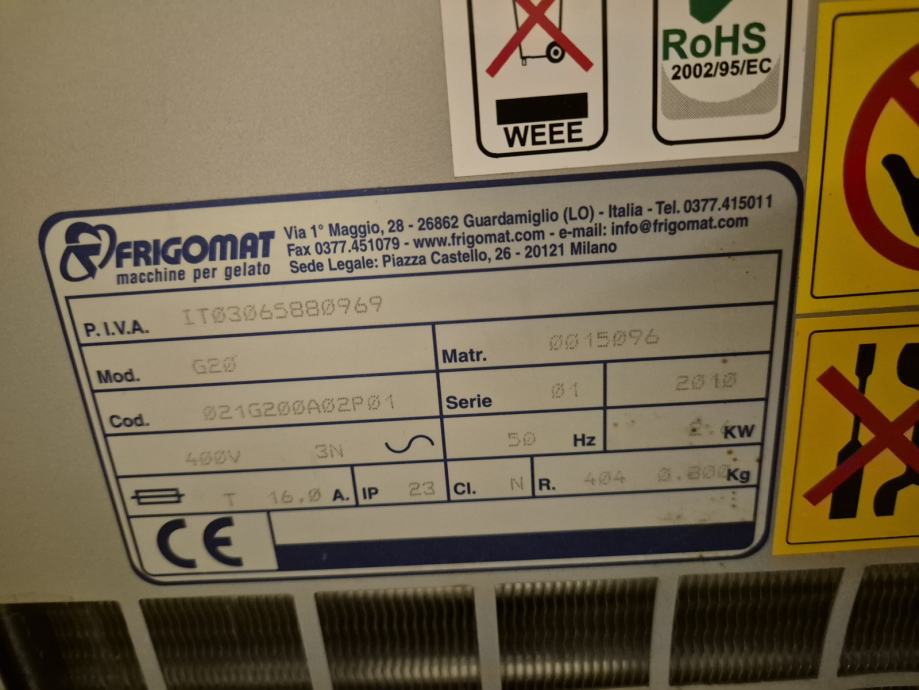 WEEE
RoHS
2002/95/EC
FRIGOMAT
macchine per gelato
Via 1° Maggio, 28 - 26862 Guardamiglio (LO) - Italia - Tel. 0377.415011
Fax 0377.451079 - www.frigomat.com - e-mail: info@frigomat.com
Sede Legale: Piazza Castello, 26 - 20121 Milano
P. I.V.A. IT03065880969
Mod. G20 Matr. 0015096
Cod. 021G200A02P01 Serie 01 2010
400V 3N 50 Hz KW
T 16,0 A. IP 23 Cl. N R. 404 0.800 Kg
CE